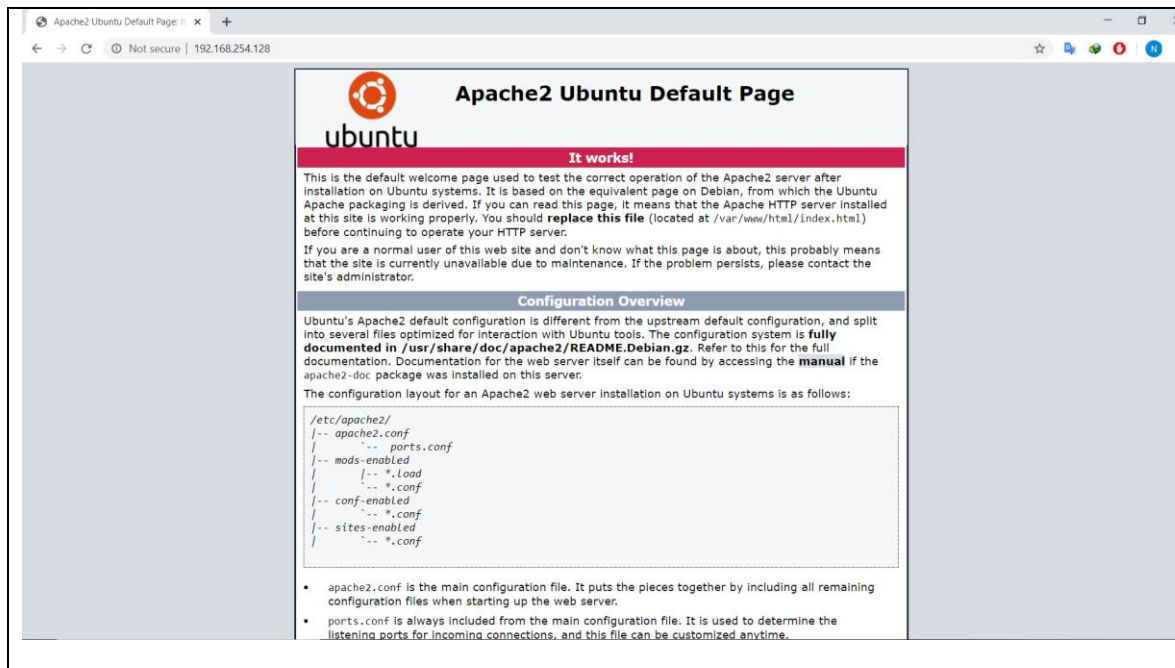 Apache2 Ubuntu Default Page: It
Not secure | 192.168.254.128
N
ubuntu
Apache2 Ubuntu Default Page
It works!
This is the default welcome page used to test the correct operation of the Apache2 server after
installation on Ubuntu systems. It is based on the equivalent page on Debian, from which the Ubuntu
Apache packaging is derived. If you can read this page, it means that the Apache HTTP server installed
at this site is working properly. You should replace this file (located at /var/www/html/index.html)
before continuing to operate your HTTP server.
If you are a normal user of this web site and don't know what this page is about, this probably means
that the site is currently unavailable due to maintenance. If the problem persists, please contact the
site's administrator.
Configuration Overview
Ubuntu's Apache2 default configuration is different from the upstream default configuration, and split
into several files optimized for interaction with Ubuntu tools. The configuration system is fully
documented in /usr/share/doc/apache2/README.Debian.gz. Refer to this for the full
documentation. Documentation for the web server itself can be found by accessing the manual if the
apache2-doc package was installed on this server.
The configuration layout for an Apache2 web server installation on Ubuntu systems is as follows:
/etc/apache2/
|-- apache2.conf
|       `--  ports.conf
|-- mods-enabled
|       |-- *.load
|       `-- *.conf
|-- conf-enabled
|       `-- *.conf
|-- sites-enabled
|       `-- *.conf
• apache2.conf is the main configuration file. It puts the pieces together by including all remaining
configuration files when starting up the web server.
• ports.conf is always included from the main configuration file. It is used to determine the
listening ports for incoming connections, and this file can be customized anytime.